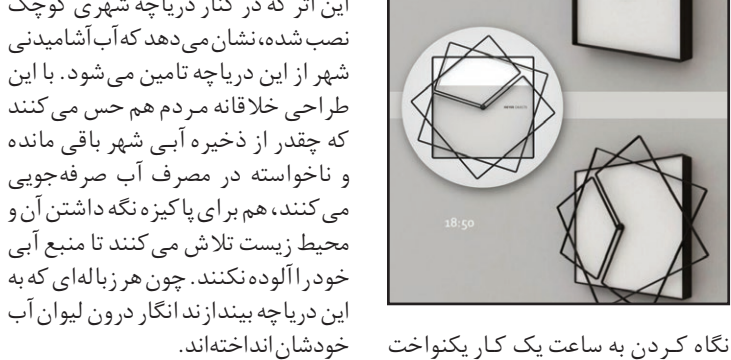 این اثر که در کنار دریاچه شهری کوچک
نصب‌شده،نشان‌می‌دهد که‌آب‌آشامیدنی
شهر از این دریاچه تامین می‌شود. با این
طراحی خلاقانه مردم هم حس می‌کنند
که چقدر از ذخیره آبی شهر باقی مانده
و ناخواسته در مصرف آب صرفه‌جویی
می‌کنند، هم برای پاکیزه نگه داشتن آن و
محیط زیست تلاش می‌کنند تا منبع آبی
خود را آلوده نکنند. چون هر زباله‌ای که به
این دریاچه بیندازند انگار درون لیوان آب
خودشان انداخته‌اند.
18:50
نگاه کردن به ساعت یک کار یکنواخت